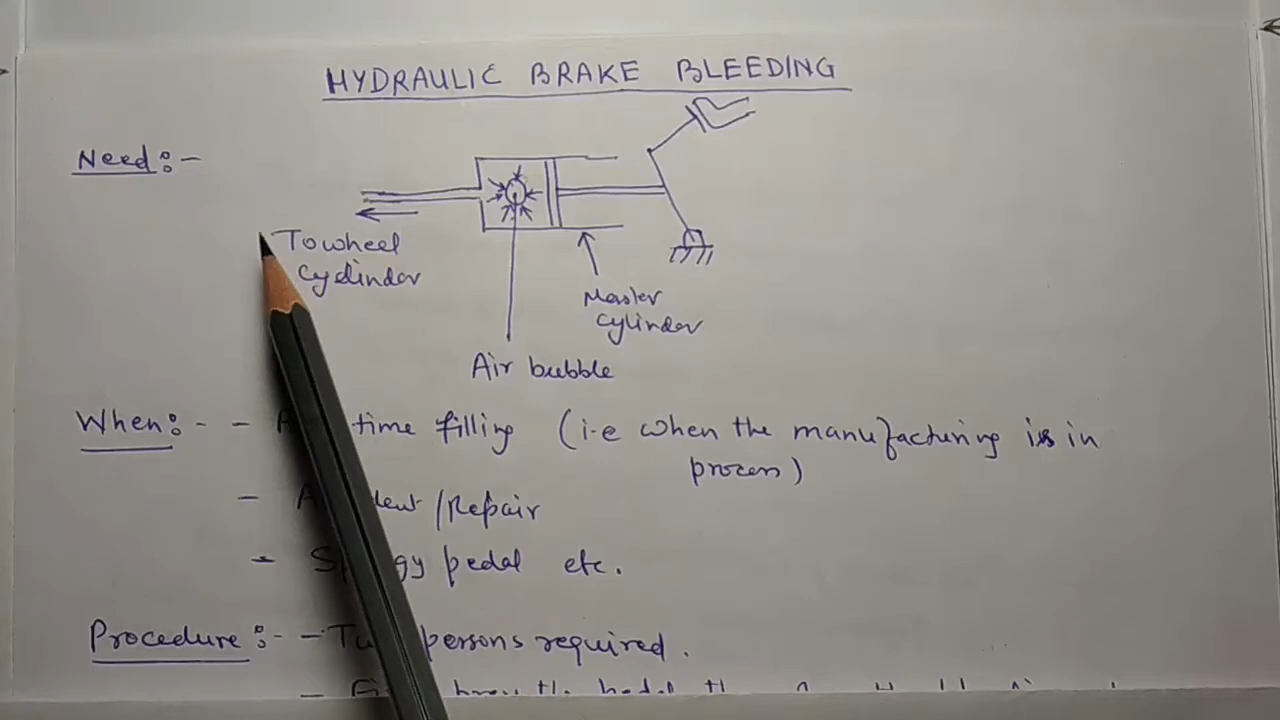 HYDRAULIC BRAKE BLEEDING
Need:-
To wheel
Cylinder
Master
Cylinder
Air bubble
When:- - time filling (i-e when the manufacturing is in
process)
- /Repair
- pedal etc.
Procedure:- - persons required.